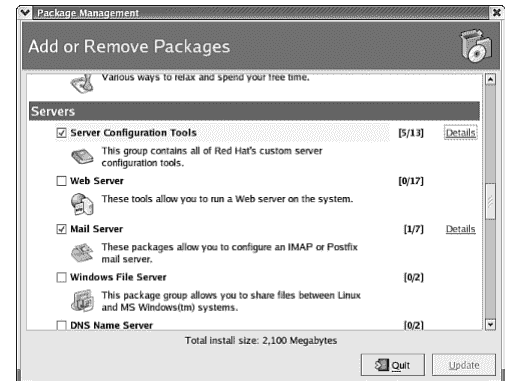 Package Management
Add or Remove Packages
Various ways to relax and spend your free time.
Servers
Server Configuration Tools [5/13] Details
This group contains all of Red Hat's custom server
configuration tools.
Web Server [0/17]
These tools allow you to run a Web server on the system.
Mail Server [1/7] Details
These packages allow you to configure an IMAP or Postfix
mail server.
Windows File Server [0/2]
This package group allows you to share files between Linux
and MS Windows(tm) systems.
DNS Name Server [0/2]
Total install size: 2,100 Megabytes
Quit Update